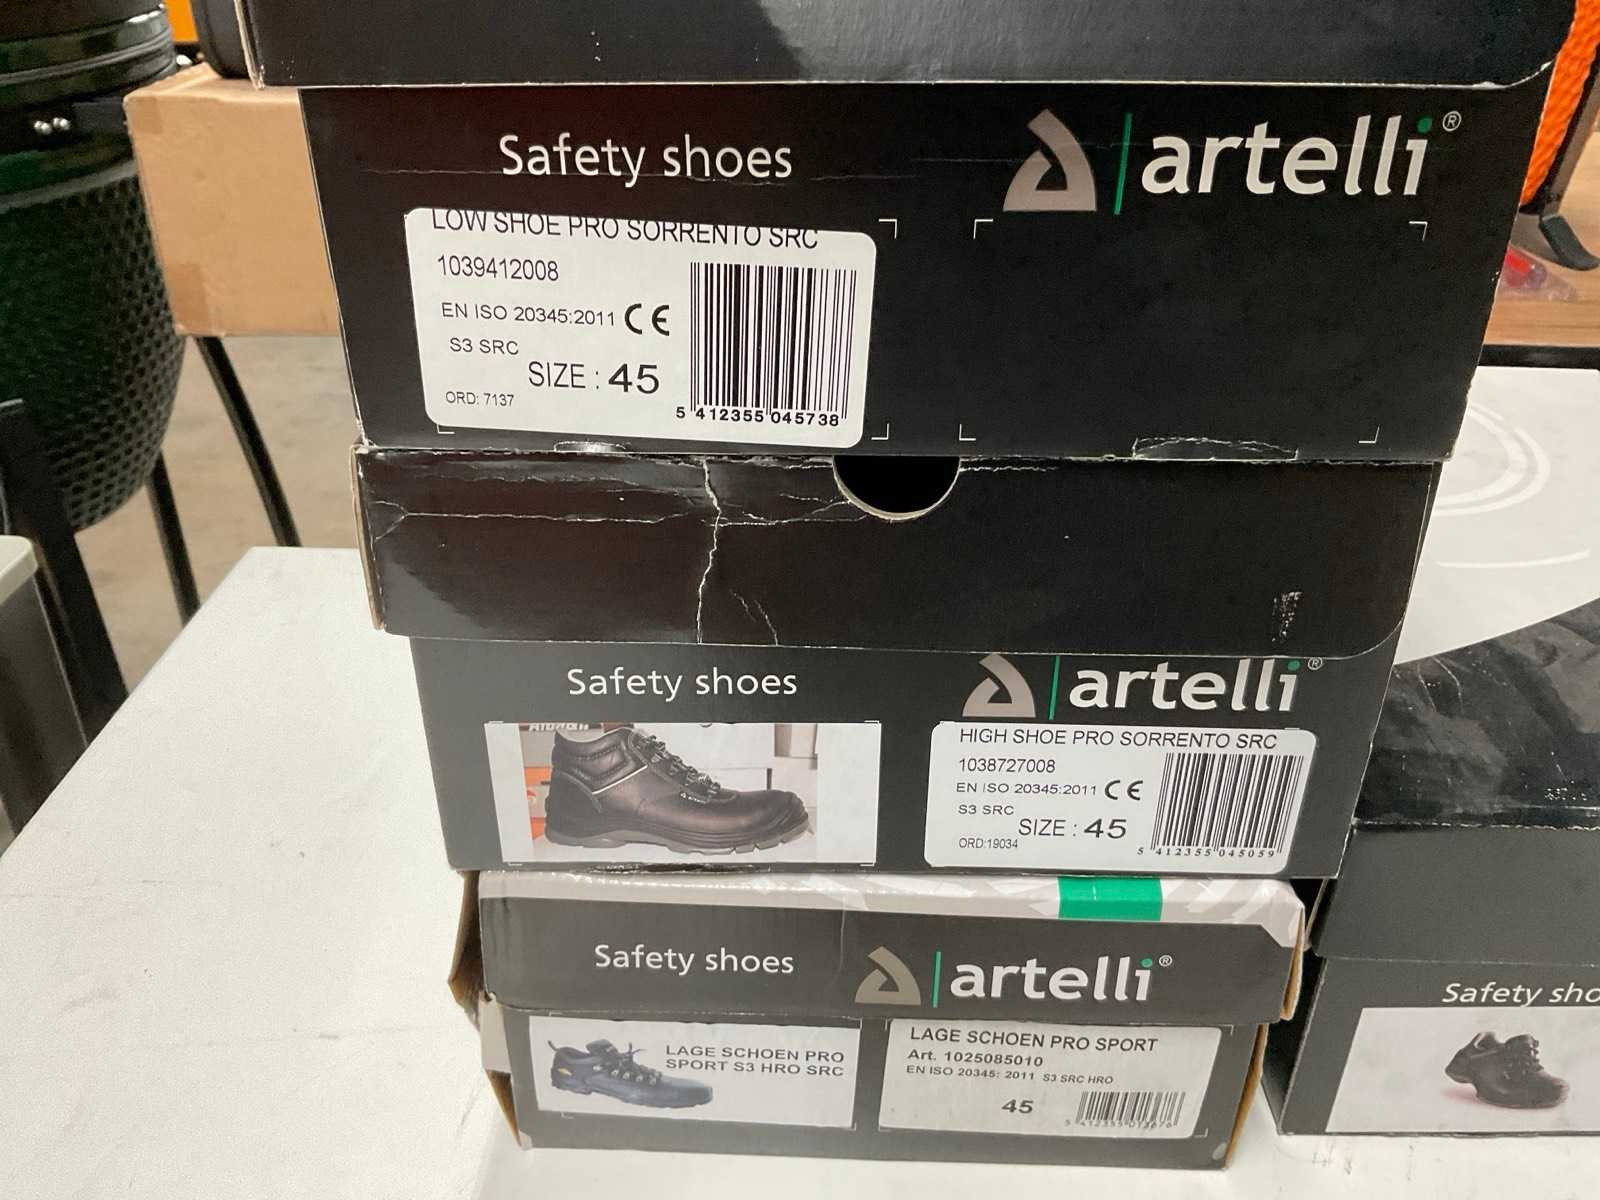 Safety shoes
artelli®
LOW SHOE PRO SORRENTO SRC
1039412008
EN ISO 20345:2011 CE
S3 SRC
SIZE : 45
ORD: 7137
5 412355 045738
Safety shoes
artelli®
HIGH SHOE PRO SORRENTO SRC
1038727008
EN ISO 20345:2011 CE
S3 SRC
SIZE : 45
ORD:19034
5 412355 045059
Safety shoes
artelli®
LAGE SCHOEN PRO
SPORT S3 HRO SRC
LAGE SCHOEN PRO SPORT
Art. 1025085010
EN ISO 20345: 2011 S3 SRC HRO
45
Safety sho